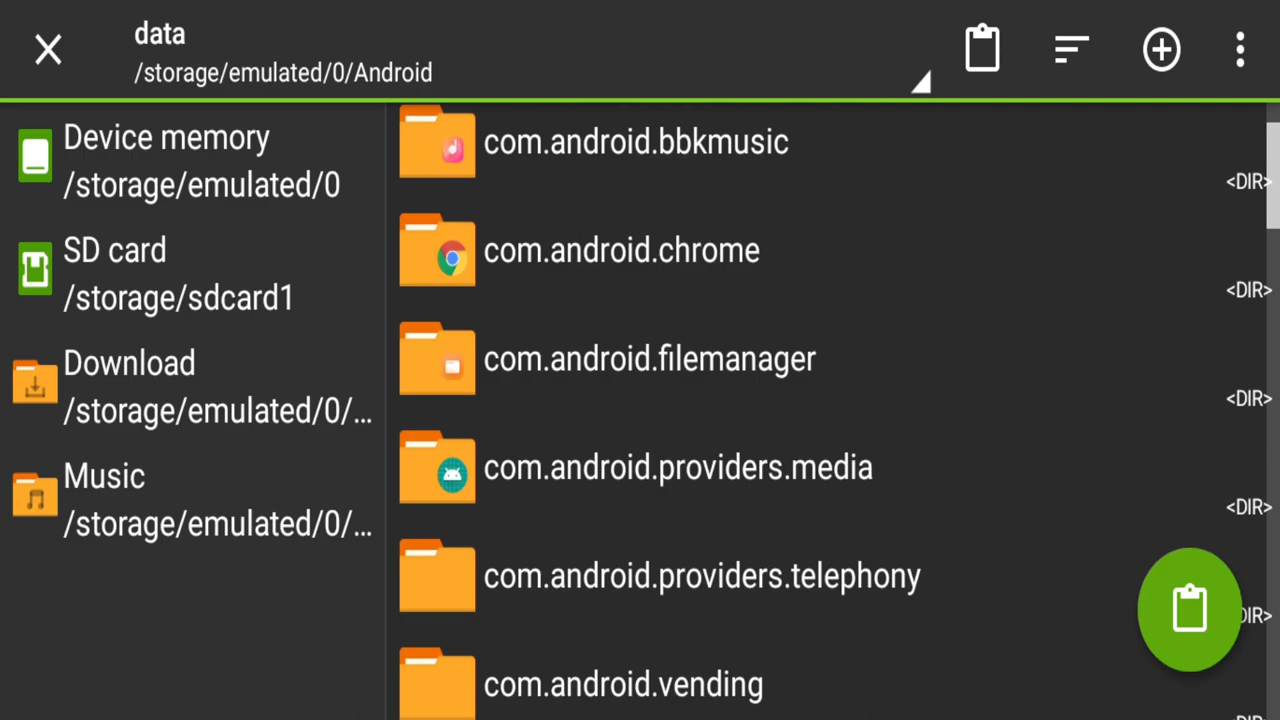 data
/storage/emulated/0/Android
Device memory
/storage/emulated/0
SD card
/storage/sdcard1
Download
/storage/emulated/0/...
Music
/storage/emulated/0/...
com.android.bbkmusic
<DIR>
com.android.chrome
<DIR>
com.android.filemanager
<DIR>
com.android.providers.media
<DIR>
com.android.providers.telephony
DIR>
com.android.vending